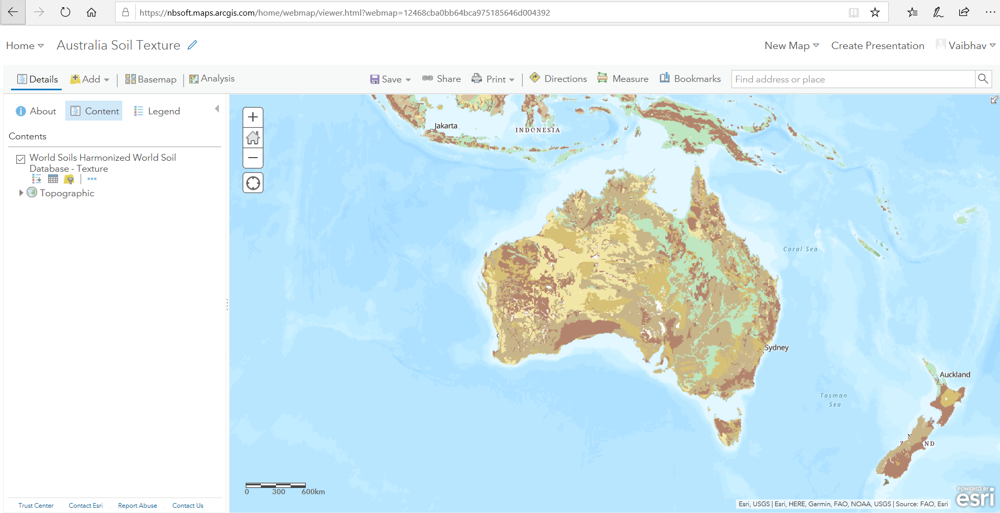 https://nbsoft.maps.arcgis.com/home/webmap/viewer.html?webmap=12468cba0bb64bca975185646d004392
Home Australia Soil Texture New Map Create Presentation Vaibhav
Details Add Basemap Analysis Save Share Print Directions Measure Bookmarks Find address or place
About Content Legend
Contents
World Soils Harmonized World Soil
Database - Texture
Topographic
Jakarta
INDONESIA
Coral Sea
Sydney
Auckland
Tasman
Sea
N
Z AND
0 300 600km
POWERED BY
esri
Trust Center Contact Esri Report Abuse Contact Us
Esri, USGS | Esri, HERE, Garmin, FAO, NOAA, USGS | Source: FAO, Esri